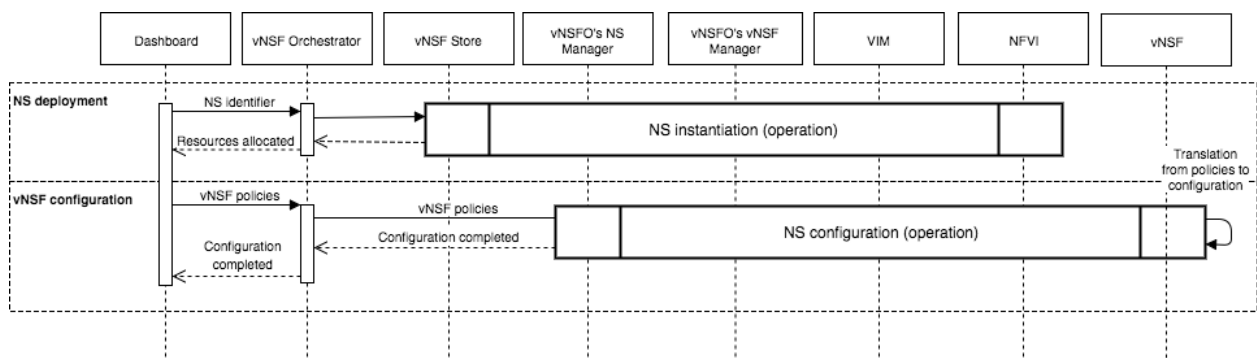 Dashboard
vNSF Orchestrator
vNSF Store
vNSFO's NS
Manager
vNSFO's vNSF
Manager
VIM
NFVI
vNSF
NS deployment
NS identifier
NS instantiation (operation)
Resources allocated
Translation
from policies to
configuration
vNSF configuration
vNSF policies
vNSF policies
NS configuration (operation)
Configuration completed
Configuration
completed